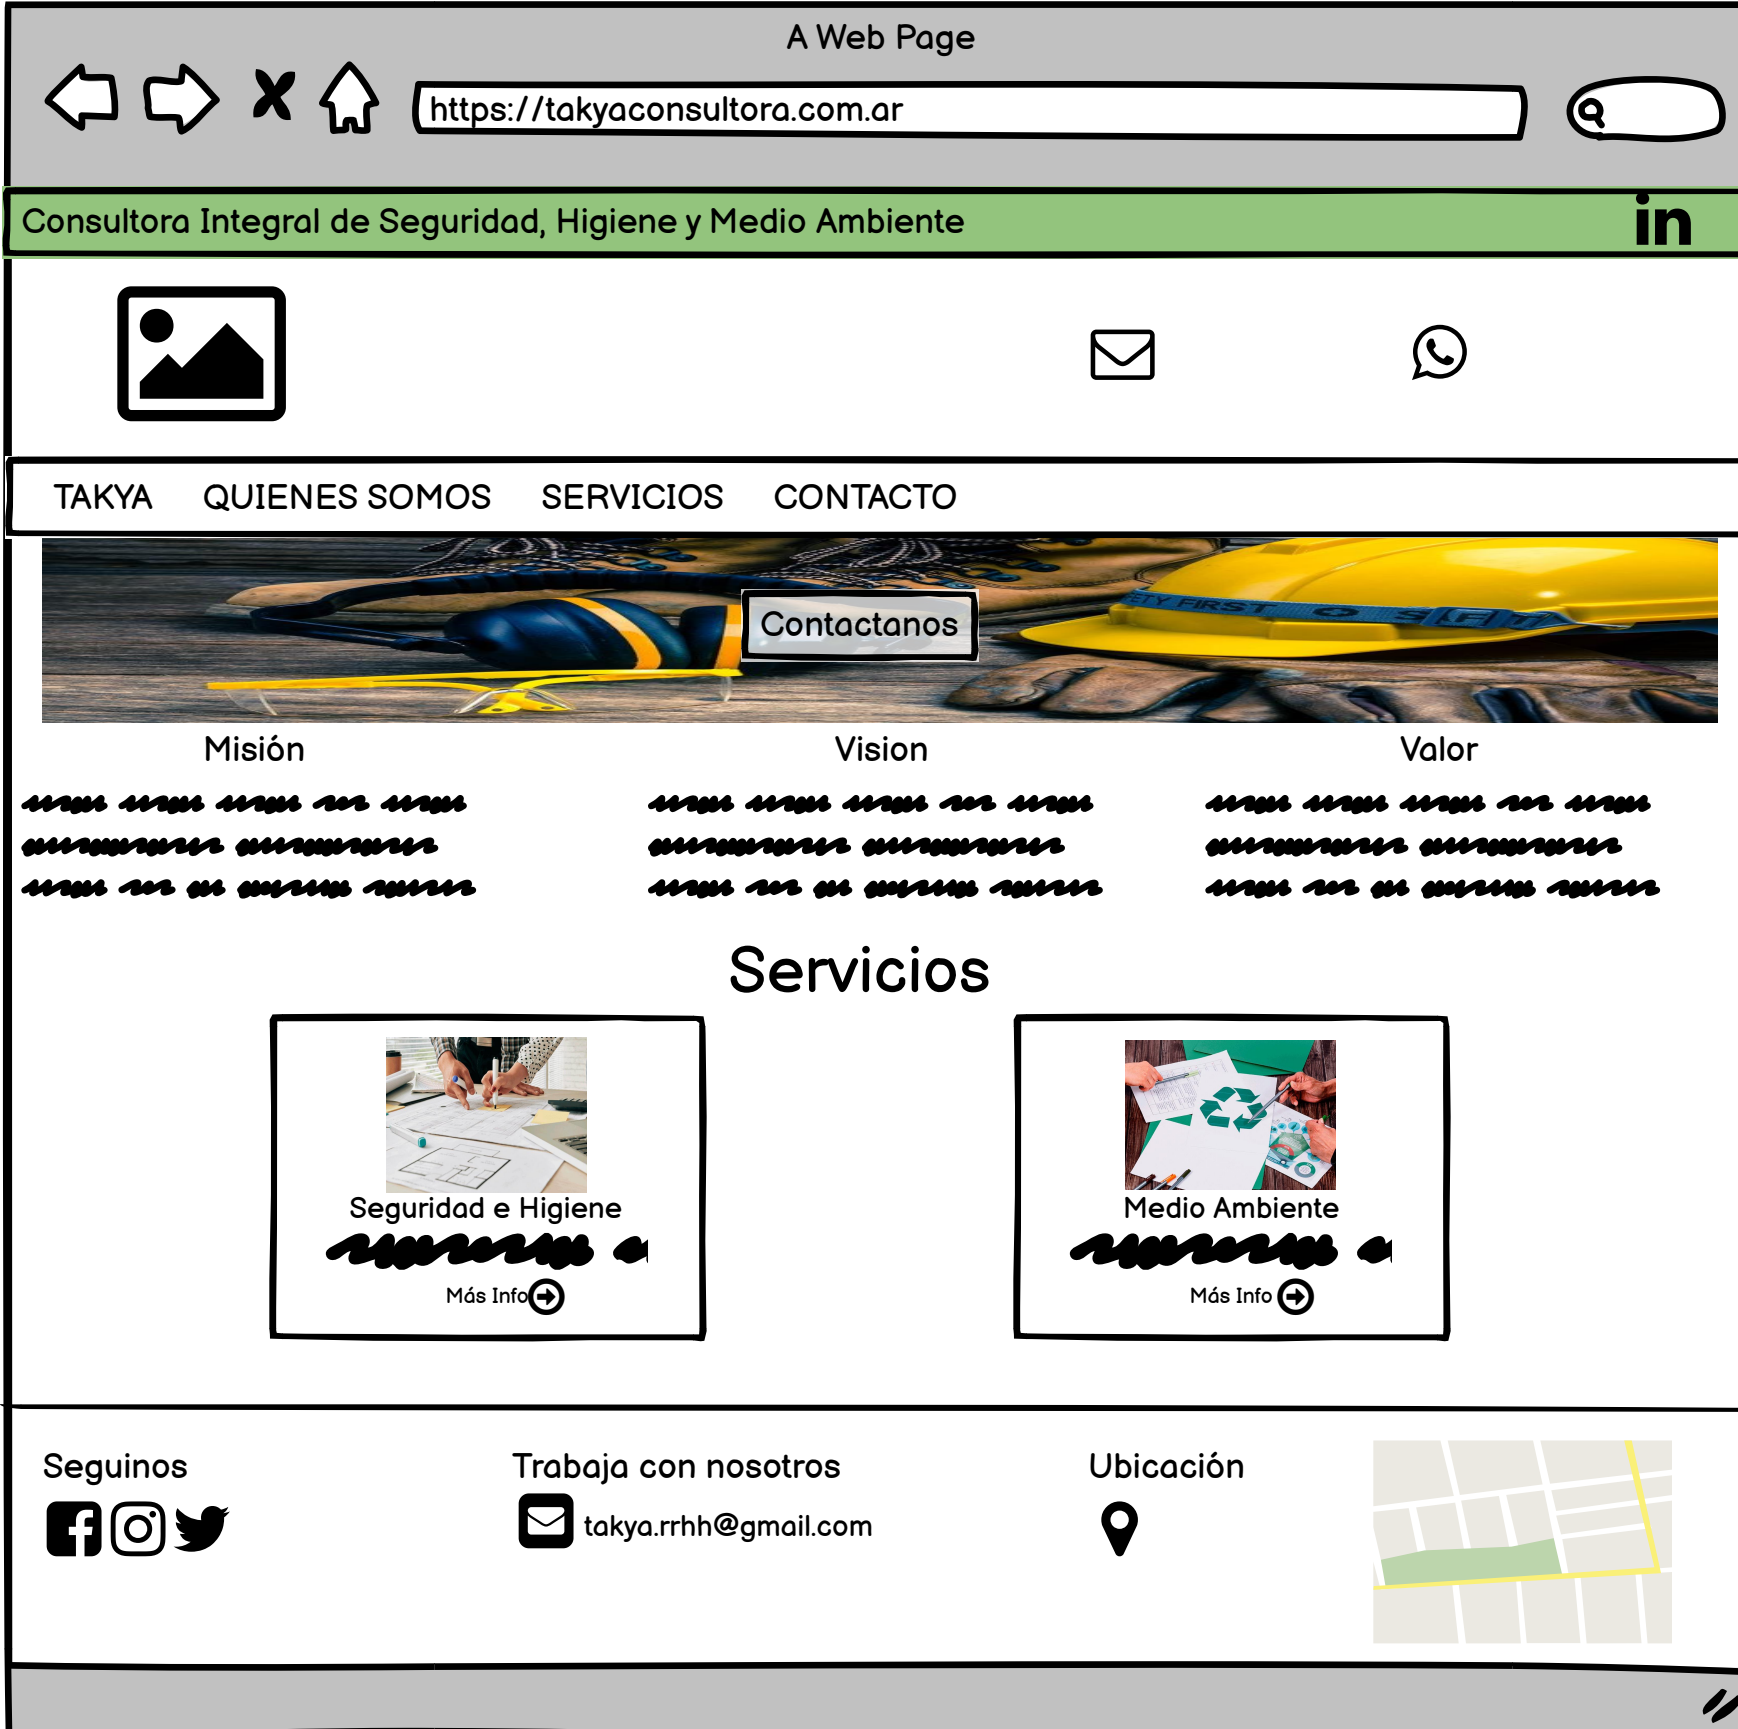 A Web Page
https://takyaconsultora.com.ar
Consultora Integral de Seguridad, Higiene y Medio Ambiente
in
TAKYA QUIENES SOMOS SERVICIOS CONTACTO
FIRST
Contactanos
Misión Vision Valor
Servicios
Seguridad e Higiene
Más Info
Medio Ambiente
Más Info
Seguinos
Trabaja con nosotros
takya.rrhh@gmail.com
Ubicación